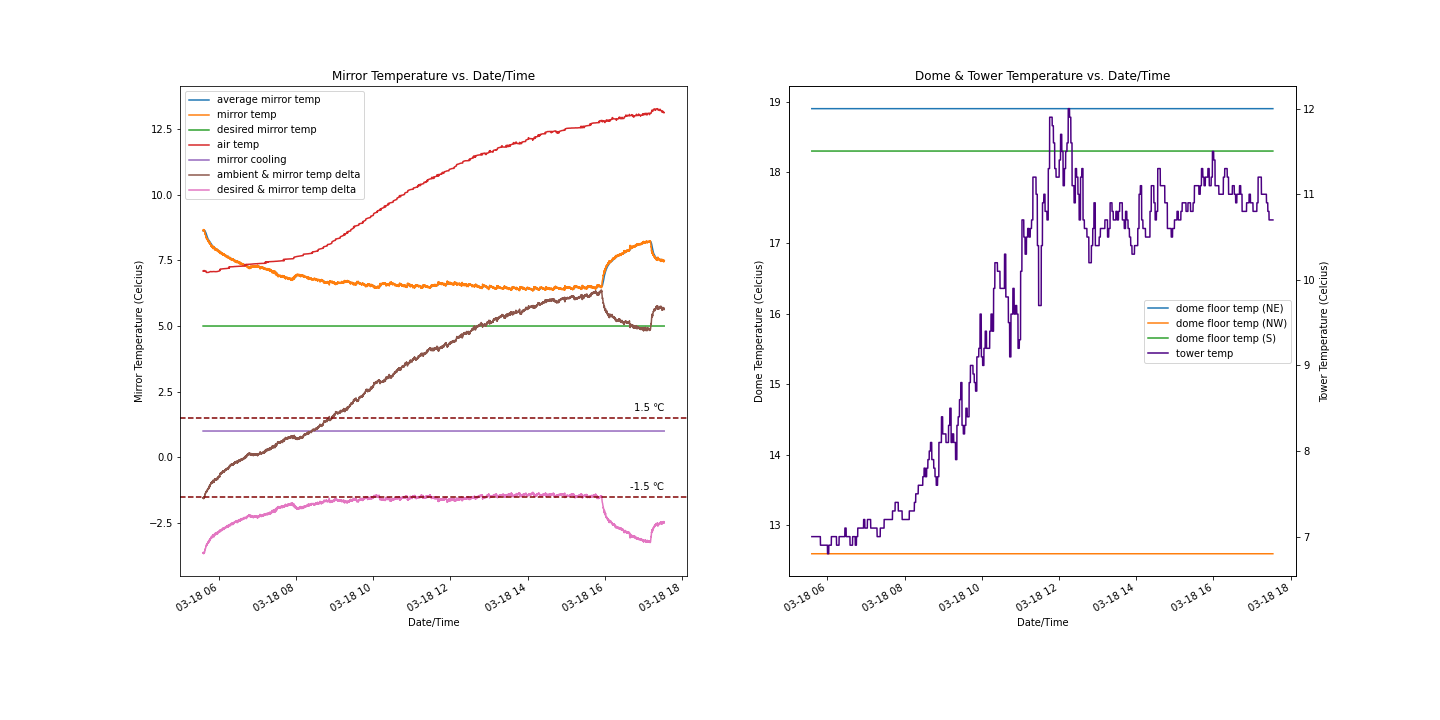 Mirror Temperature vs. Date/Time
average mirror temp
mirror temp
desired mirror temp
air temp
mirror cooling
ambient & mirror temp delta
desired & mirror temp delta
12.5
10.0
7.5
5.0
2.5
0.0
−2.5
Mirror Temperature (Celcius)
1.5 °C
-1.5 °C
03-18 06
03-18 08
03-18 10
03-18 12
03-18 14
03-18 16
03-18 18
Date/Time
Dome & Tower Temperature vs. Date/Time
19
18
17
16
15
14
13
Dome Temperature (Celcius)
dome floor temp (NE)
dome floor temp (NW)
dome floor temp (S)
tower temp
12
11
10
9
8
7
Tower Temperature (Celcius)
03-18 06
03-18 08
03-18 10
03-18 12
03-18 14
03-18 16
03-18 18
Date/Time